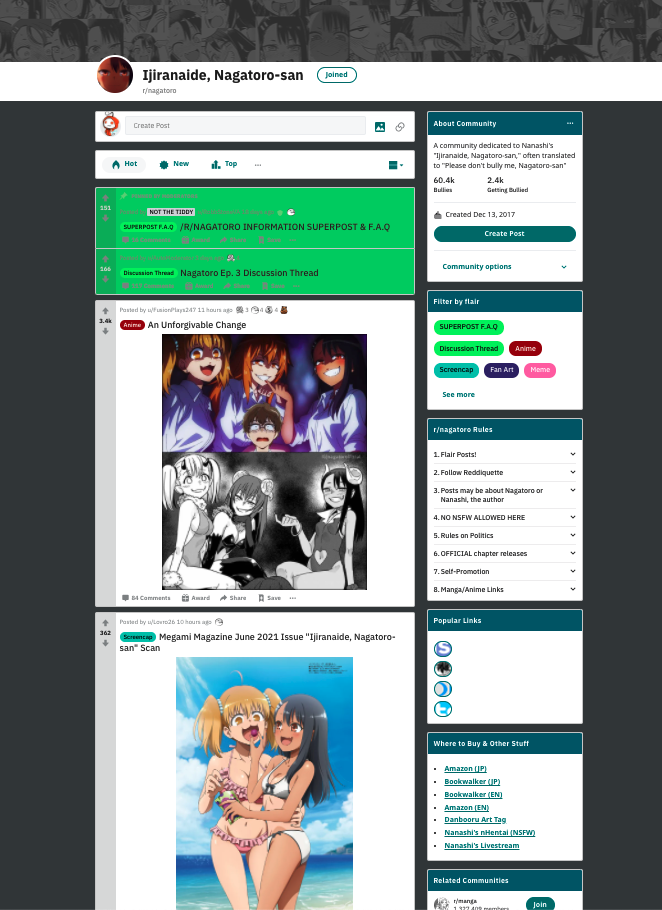 Ijiranaide, Nagatoro-san
Joined
r/nagatoro
Create Post
Hot
New
Top
151
NOT THE TIDDY
SUPERPOST F.A.Q
/R/NAGATORO INFORMATION SUPERPOST & F.A.Q
166
Discussion Thread
Nagatoro Ep. 3 Discussion Thread
3.4k
Posted by u/FusionPlays247 11 hours ago 3 4 4
Anime
An Unforgivable Change
84 Comments
Award
Share
Save
362
Posted by u/Lovro26 10 hours ago
Screencap
Megami Magazine June 2021 Issue "Ijiranaide, Nagatoro-
san" Scan
About Community
A community dedicated to Nanashi's
"Ijiranaide, Nagatoro-san," often translated
to "Please don't bully me, Nagatoro-san"
60.4k
2.4k
Bullies
Getting Bullied
Created Dec 13, 2017
Create Post
Community options
Filter by flair
SUPERPOST F.A.Q
Discussion Thread
Anime
Screencap
Fan Art
Meme
See more
r/nagatoro Rules
1. Flair Posts!
2. Follow Reddiquette
3. Posts may be about Nagatoro or
Nanashi, the author
4. NO NSFW ALLOWED HERE
5. Rules on Politics
6. OFFICIAL chapter releases
7. Self-Promotion
8. Manga/Anime Links
Popular Links
Where to Buy & Other Stuff
Amazon (JP)
Bookwalker (JP)
Bookwalker (EN)
Amazon (EN)
Danbooru Art Tag
Nanashi's nHentai (NSFW)
Nanashi's Livestream
Related Communities
r/manga
Join